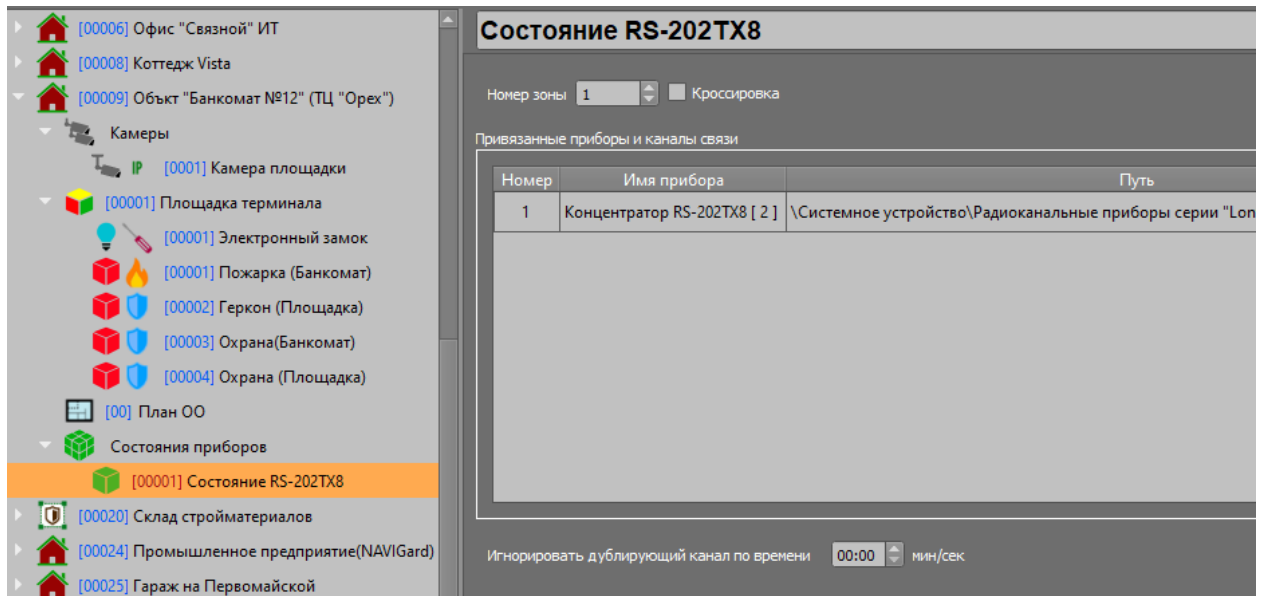 [00006] Офис "Связной" ИТ
[00008] Коттедж Vista
[00009] Объкт "Банкомат №12" (ТЦ "Орех")
Камеры
IP [0001] Камера площадки
[00001] Площадка терминала
[00001] Электронный замок
[00001] Пожарка (Банкомат)
[00002] Геркон (Площадка)
[00003] Охрана(Банкомат)
[00004] Охрана (Площадка)
[00] План ОО
Состояния приборов
[00001] Состояние RS-202TX8
[00020] Склад стройматериалов
[00024] Промышленное предприятие(NAVIGard)
[00025] Гараж на Первомайской
Состояние RS-202TX8
Номер зоны 1 Кроссировка
Привязанные приборы и каналы связи
Номер Имя прибора Путь
1 Концентратор RS-202TX8 [ 2 ] \Системное устройство\Радиоканальные приборы серии "Lon
Игнорировать дублирующий канал по времени 00:00 мин/сек